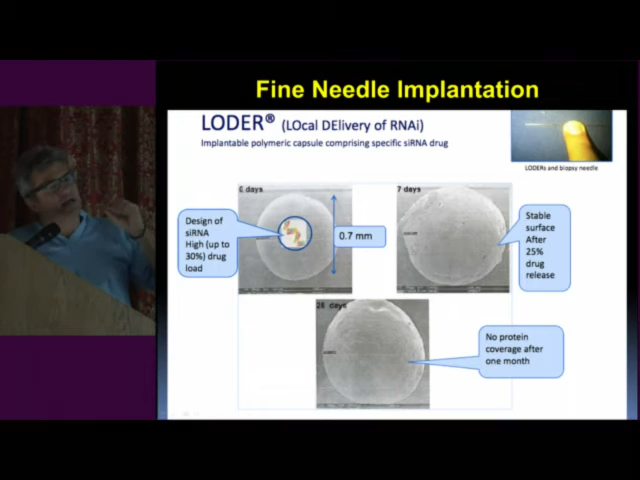 Fine Needle Implantation
LODER® (LOcal DElivery of RNAi)
Implantable polymeric capsule comprising specific siRNA drug
LODERs and biopsy needle
6 days
7 days
Design of
siRNA
High (up to
30%) drug
load
0.7 mm
Stable
surface
After
25%
drug
release
28 days
No protein
coverage after
one month